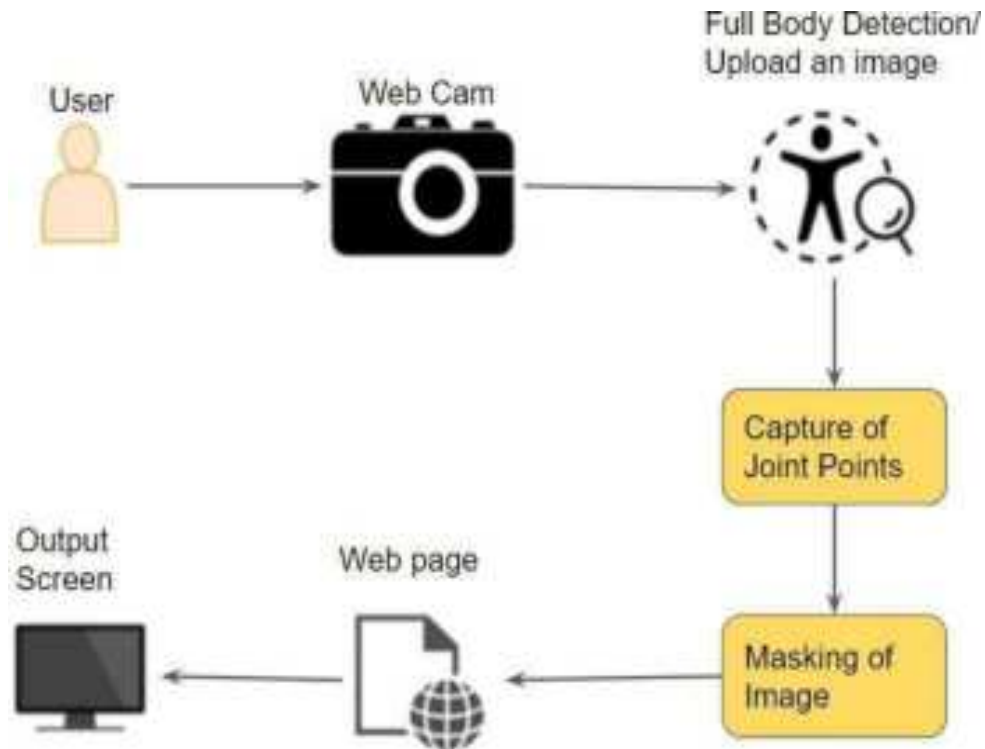 User
Web Cam
Full Body Detection/
Upload an image
Capture of
Joint Points
Masking of
Image
Web page
Output
Screen